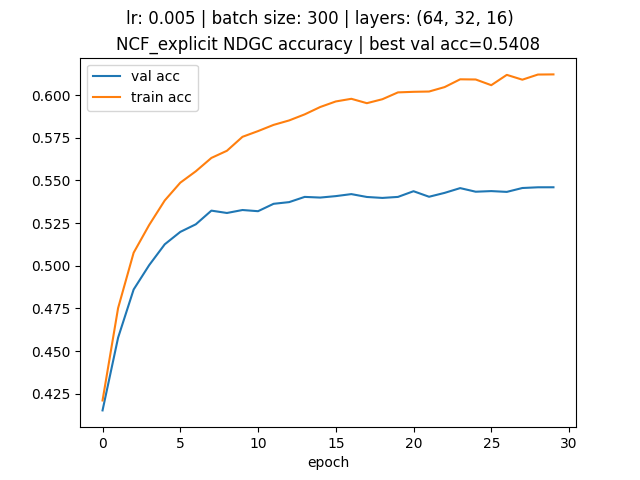 lr: 0.005 | batch size: 300 | layers: (64, 32, 16)
NCF_explicit NDGC accuracy | best val acc=0.5408
val acc
train acc
0.600
0.575
0.550
0.525
0.500
0.475
0.450
0.425
0 5 10 15 20 25 30
epoch